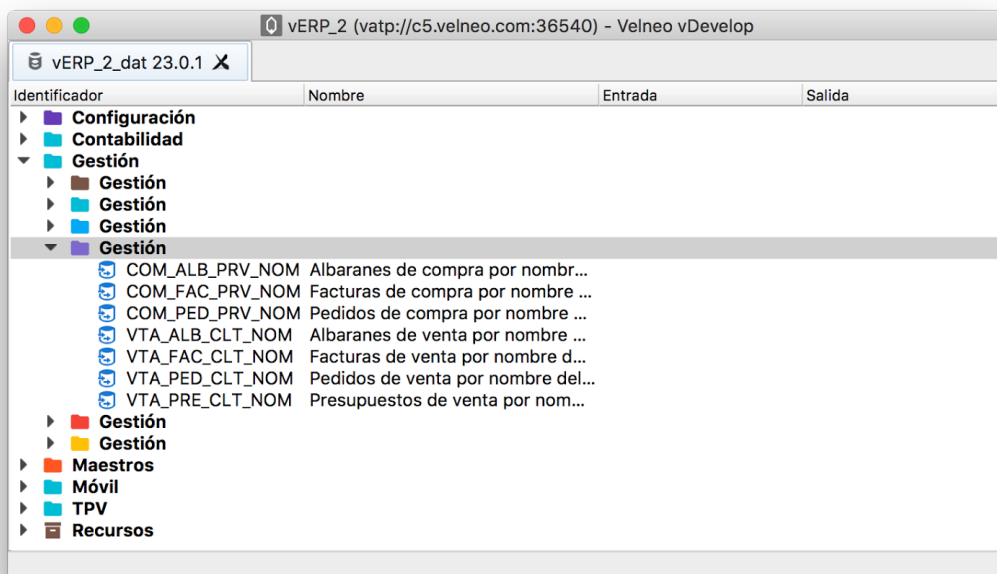 vERP_2 (vatp://c5.velneo.com:36540) - Velneo vDevelop
vERP_2_dat 23.0.1
Identificador Nombre Entrada Salida
Configuración
Contabilidad
Gestión
Gestión
Gestión
Gestión
Gestión
COM_ALB_PRV_NOM Albaranes de compra por nombr...
COM_FAC_PRV_NOM Facturas de compra por nombre ...
COM_PED_PRV_NOM Pedidos de compra por nombre ...
VTA_ALB_CLT_NOM Albaranes de venta por nombre ...
VTA_FAC_CLT_NOM Facturas de venta por nombre d...
VTA_PED_CLT_NOM Pedidos de venta por nombre del...
VTA_PRE_CLT_NOM Presupuestos de venta por nom...
Gestión
Gestión
Maestros
Móvil
TPV
Recursos